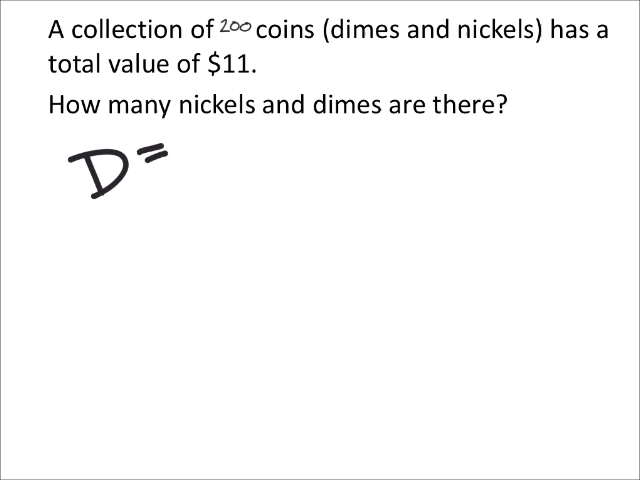 A collection of 200 coins (dimes and nickels) has a
total value of $11.
How many nickels and dimes are there?
D =